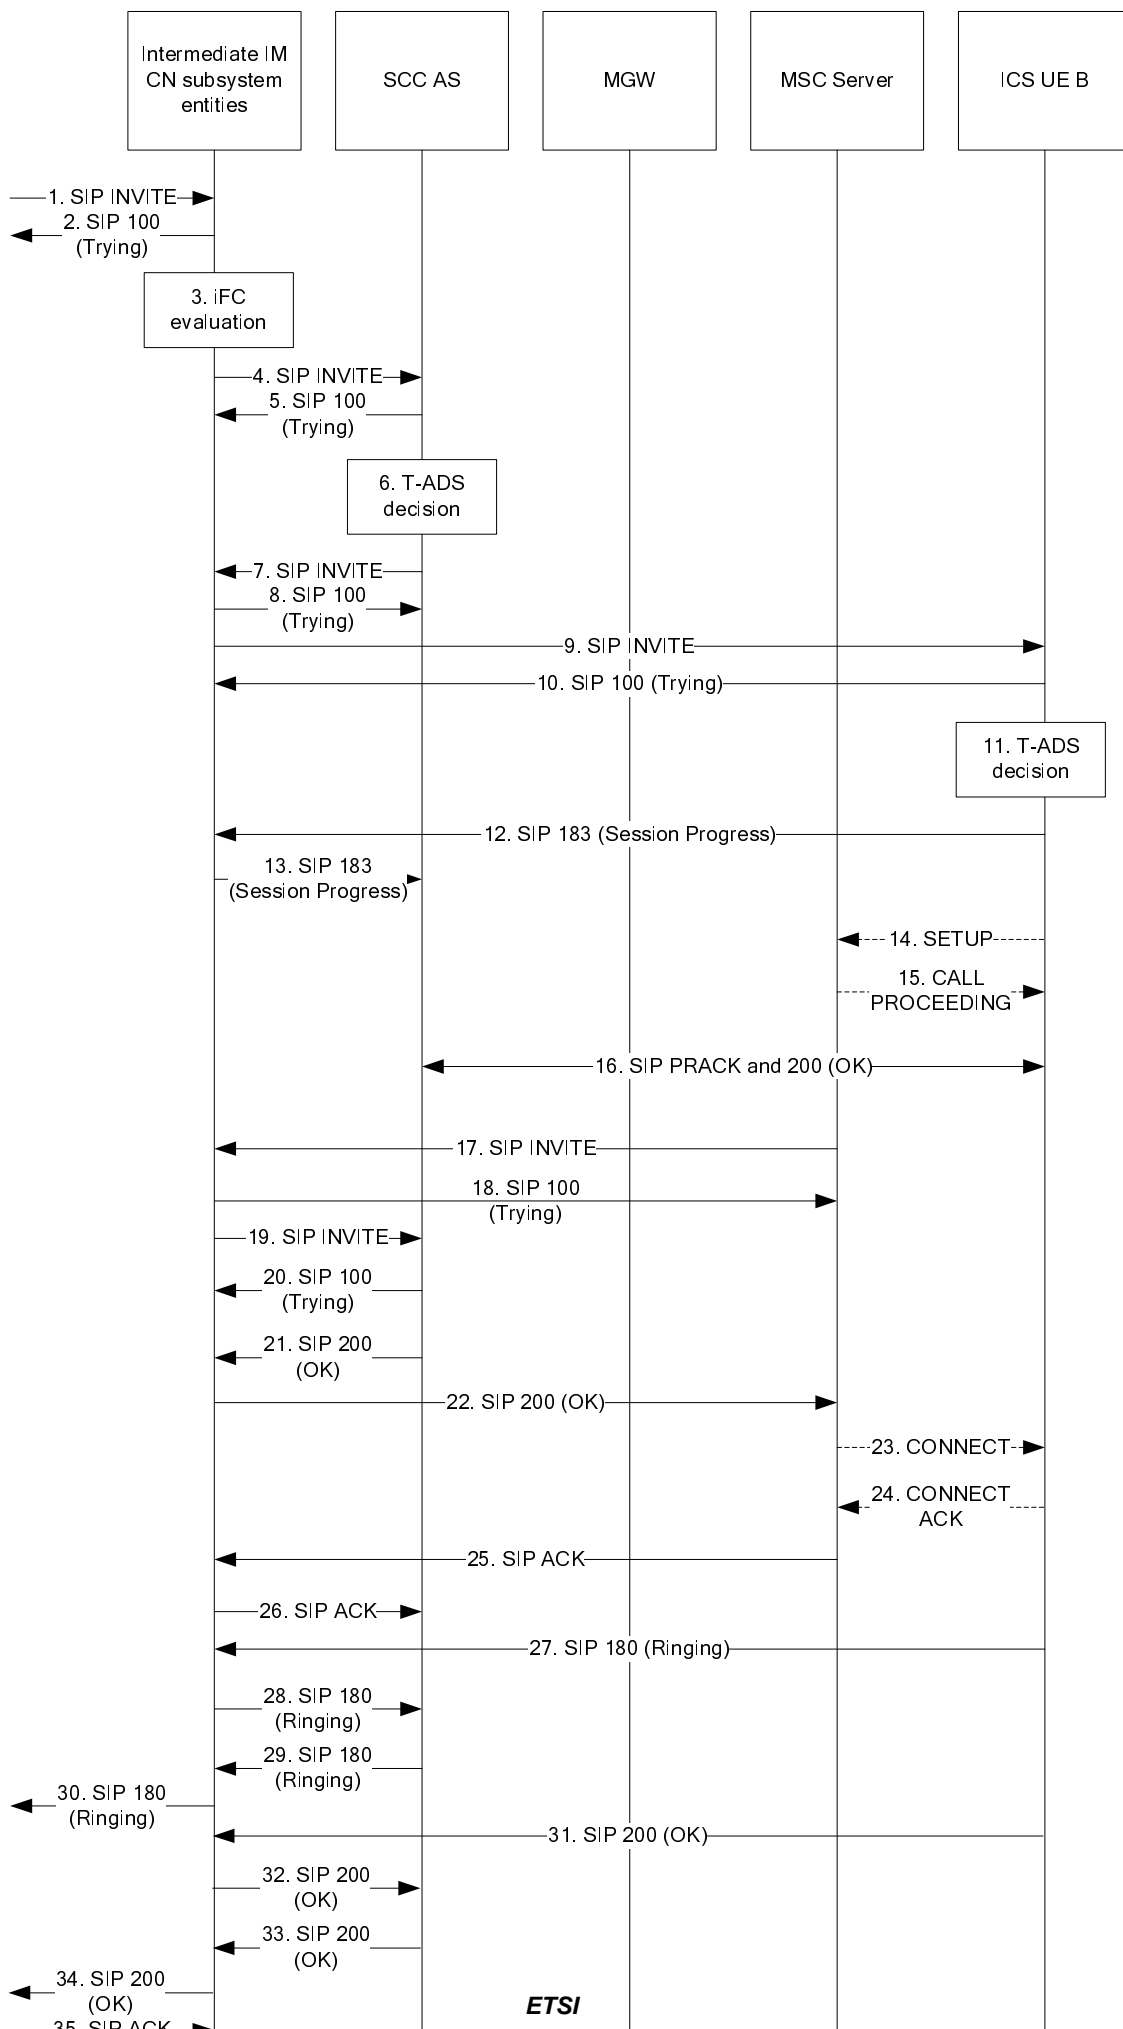 Intermediate IM
CN subsystem
entities
SCC AS
MGW
MSC Server
ICS UE B
1. SIP INVITE
2. SIP 100
(Trying)
3. iFC
evaluation
4. SIP INVITE
5. SIP 100
(Trying)
6. T-ADS
decision
7. SIP INVITE
8. SIP 100
(Trying)
9. SIP INVITE
10. SIP 100 (Trying)
11. T-ADS
decision
12. SIP 183 (Session Progress)
13. SIP 183
(Session Progress)
14. SETUP
15. CALL
PROCEEDING
16. SIP PRACK and 200 (OK)
17. SIP INVITE
18. SIP 100
(Trying)
19. SIP INVITE
20. SIP 100
(Trying)
21. SIP 200
(OK)
22. SIP 200 (OK)
23. CONNECT
24. CONNECT
ACK
25. SIP ACK
26. SIP ACK
27. SIP 180 (Ringing)
28. SIP 180
(Ringing)
29. SIP 180
(Ringing)
30. SIP 180
(Ringing)
31. SIP 200 (OK)
32. SIP 200
(OK)
33. SIP 200
(OK)
34. SIP 200
(OK)
ETSI
35. SIP ACK